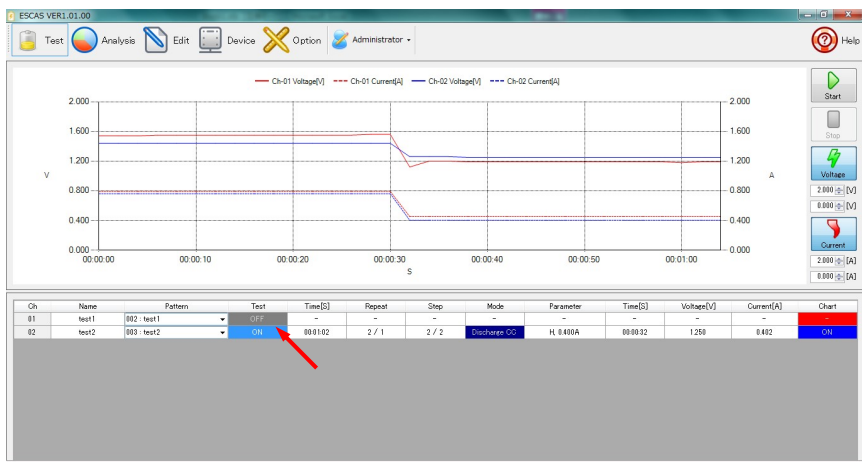 ESCAS VER1.01.00
Test Analysis Edit Device Option Administrator Help
Ch-01 Voltage[V] Ch-01 Current[A] Ch-02 Voltage[V] Ch-02 Current[A]
Start
2.000 2.000
1.600 1.600
Stop
1.200 1.200
V A
Voltage
0.800 0.800
2.000 [V]
0.000 [V]
0.400 0.400
0.000 0.000
Current
00:00:00 00:00:10 00:00:20 00:00:30 00:00:40 00:00:50 00:01:00
2.000 [A]
S
0.000 [A]
Ch Name Pattern Test Time[S] Repeat Step Mode Parameter Time[S] Voltage[V] Current[A] Chart
01 test1 002 : test1 OFF - - - - - - - - -
02 test2 003 : test2 ON 00:01:02 2 / 1 2 / 2 Discharge CC H, 0.400A 00:00:32 1.250 0.402 ON